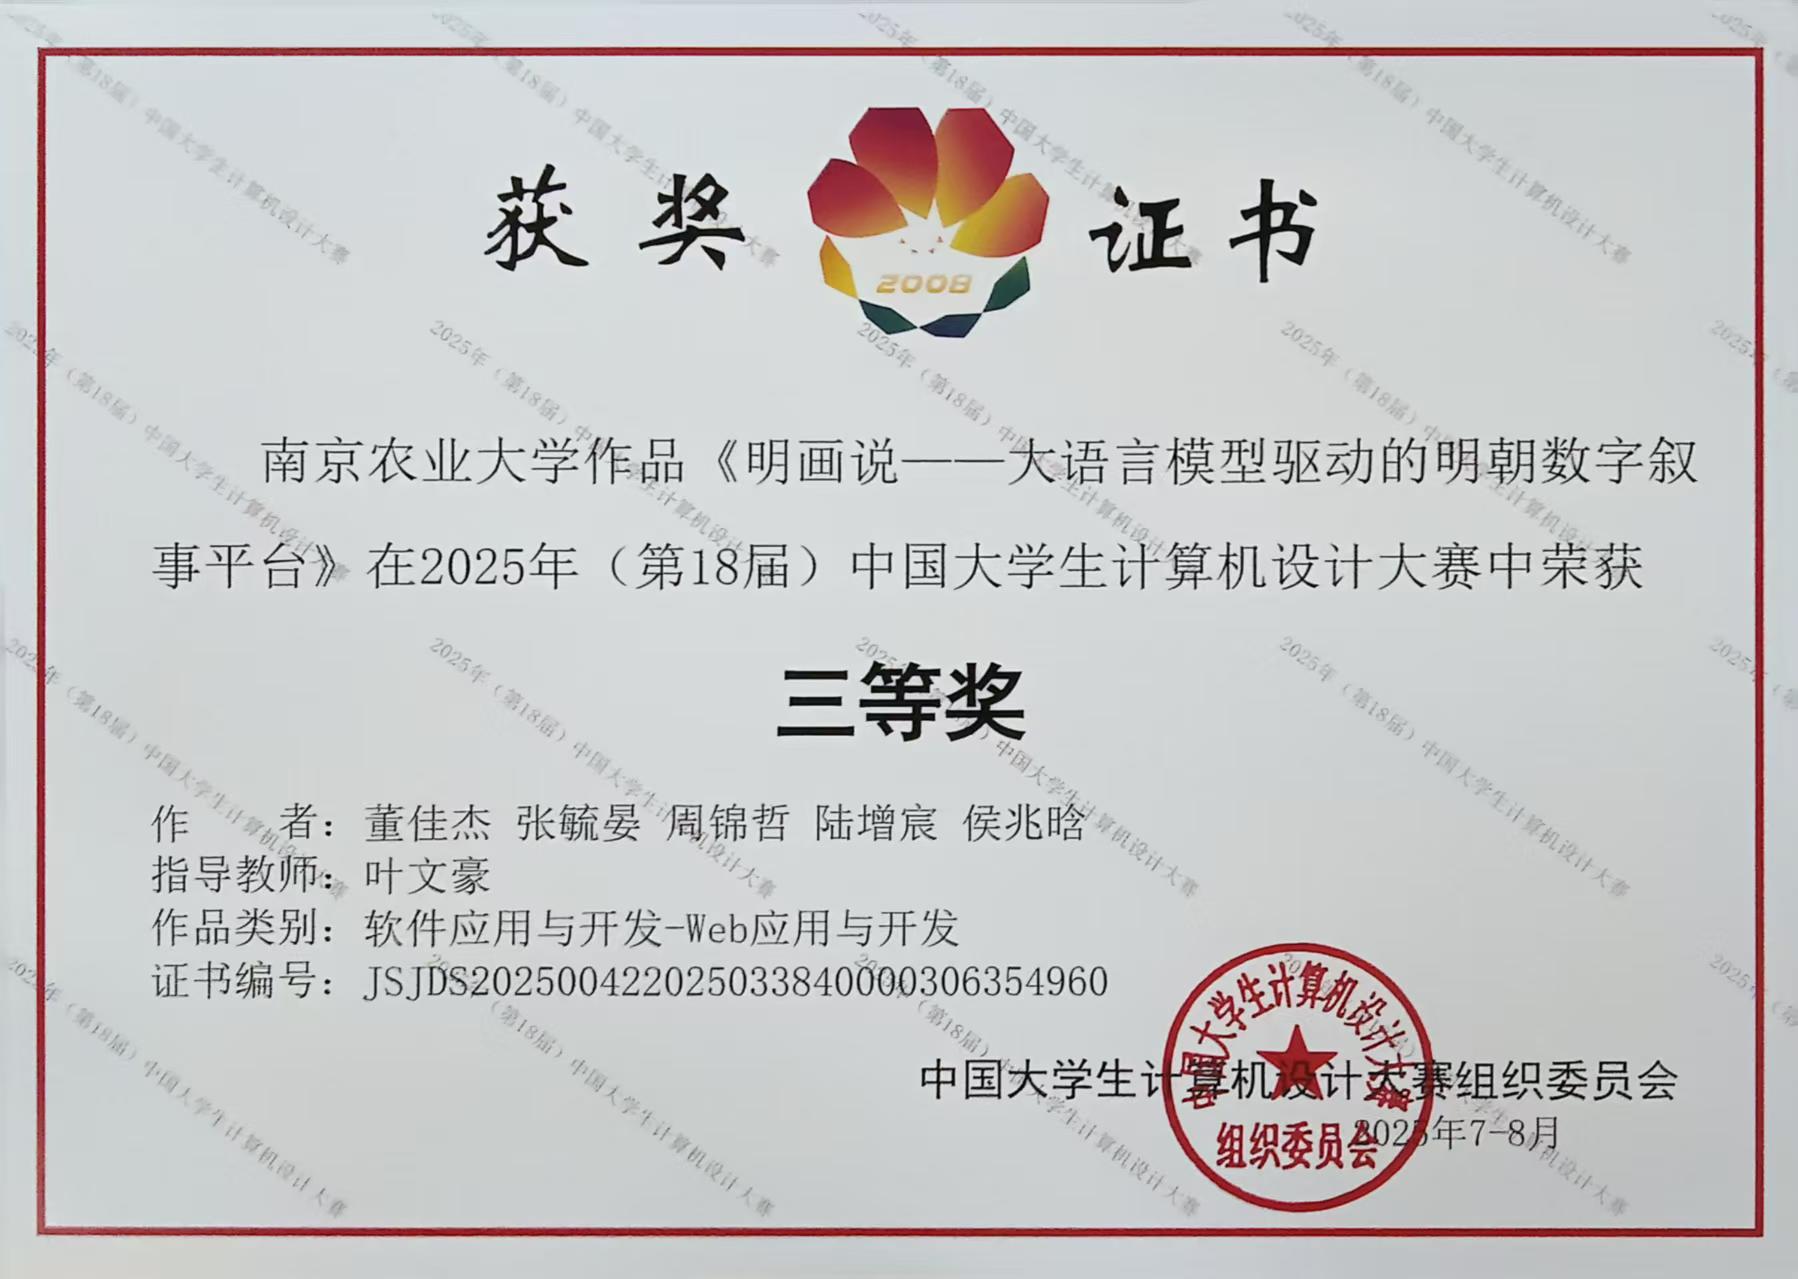 获奖证书
2008
南京农业大学作品《明画说——大语言模型驱动的明朝数字叙
事平台》在2025年（第18届）中国大学生计算机设计大赛中荣获
三等奖
作 者：董佳杰 张毓晏 周锦哲 陆增宸 侯兆晗
指导教师：叶文豪
作品类别：软件应用与开发-Web应用与开发
证书编号：JSJDS202500422025033840000306354960
中国大学生计算机设计大赛组织委员会
2025年7-8月
中国大学生计算机设计大赛
组织委员会
2025年（第18届）中国大学生计算机设计大赛